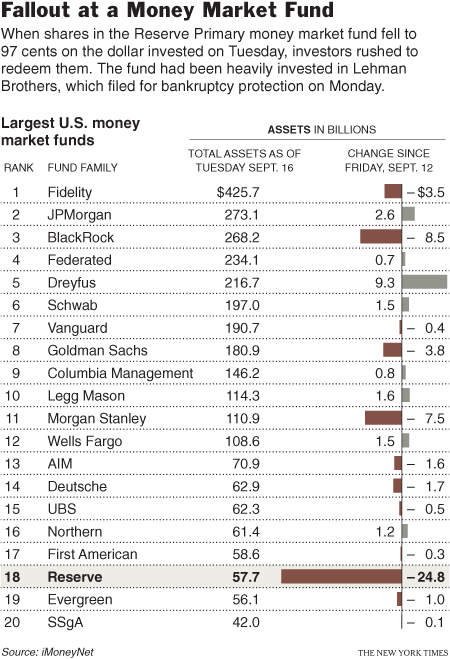 Fallout at a Money Market Fund
When shares in the Reserve Primary money market fund fell to
97 cents on the dollar invested on Tuesday, investors rushed to
redeem them. The fund had been heavily invested in Lehman
Brothers, which filed for bankruptcy protection on Monday.
Largest U.S. money
market funds
ASSETS IN BILLIONS
TOTAL ASSETS AS OF
TUESDAY SEPT. 16
CHANGE SINCE
FRIDAY, SEPT. 12
RANK FUND FAMILY
1 Fidelity $425.7 – $3.5
2 JPMorgan 273.1 2.6
3 BlackRock 268.2 – 8.5
4 Federated 234.1 0.7
5 Dreyfus 216.7 9.3
6 Schwab 197.0 1.5
7 Vanguard 190.7 – 0.4
8 Goldman Sachs 180.9 – 3.8
9 Columbia Management 146.2 0.8
10 Legg Mason 114.3 1.6
11 Morgan Stanley 110.9 – 7.5
12 Wells Fargo 108.6 1.5
13 AIM 70.9 – 1.6
14 Deutsche 62.9 – 1.7
15 UBS 62.3 – 0.5
16 Northern 61.4 1.2
17 First American 58.6 – 0.3
18 Reserve 57.7 – 24.8
19 Evergreen 56.1 – 1.0
20 SSgA 42.0 – 0.1
Source: iMoneyNet
THE NEW YORK TIMES